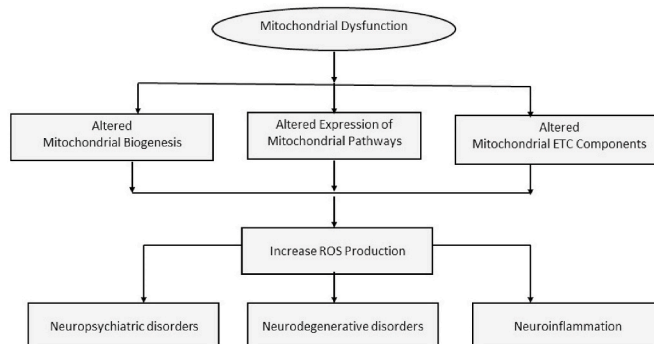 Mitochondrial Dysfunction
Altered
Mitochondrial Biogenesis
Altered Expression of
Mitochondrial Pathways
Altered
Mitochondrial ETC Components
Increase ROS Production
Neuropsychiatric disorders
Neurodegenerative disorders
Neuroinflammation